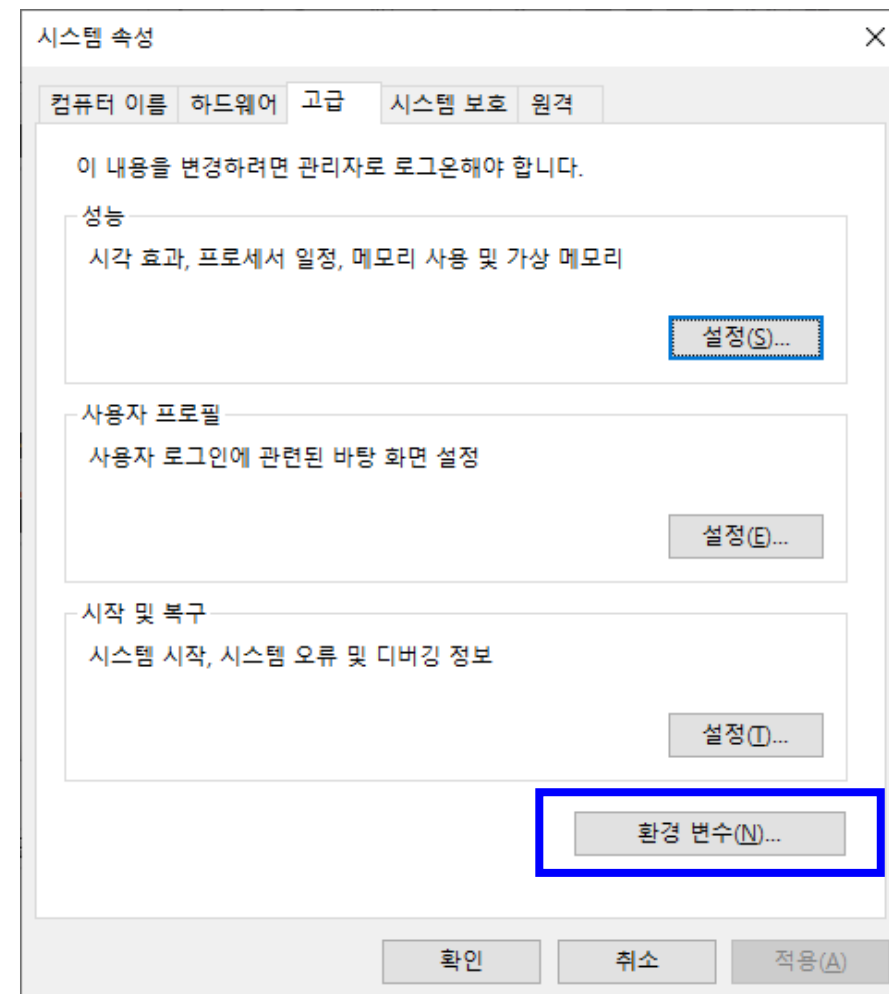 시스템 속성
컴퓨터 이름 하드웨어 고급 시스템 보호 원격
이 내용을 변경하려면 관리자로 로그온해야 합니다.
성능
시각 효과, 프로세서 일정, 메모리 사용 및 가상 메모리
설정(S)...
사용자 프로필
사용자 로그인에 관련된 바탕 화면 설정
설정(E)...
시작 및 복구
시스템 시작, 시스템 오류 및 디버깅 정보
설정(T)...
환경 변수(N)...
확인 취소 적용(A)